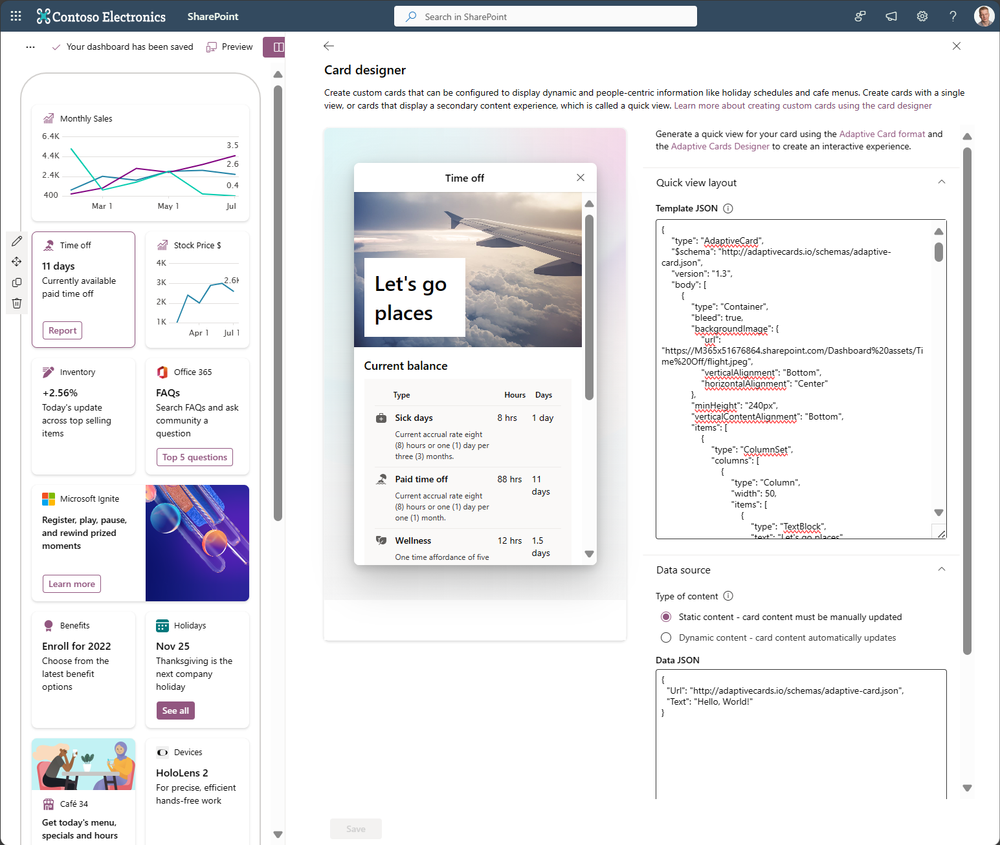 Contoso Electronics
SharePoint
Search in SharePoint
Your dashboard has been saved
Preview
Monthly Sales
6.4K
4.4K
2.4K
400
3.5
2.6
0.4
Mar 1
May 1
Jul
Time off
11 days
Currently available
paid time off
Report
Stock Price $
4K
3K
2K
1K
2.6K
Apr 1
Jul 1
Inventory
+2.56%
Today's update
across top selling
items
Office 365
FAQs
Search FAQs and ask
community a
question
Top 5 questions
Microsoft Ignite
Register, play, pause,
and rewind prized
moments
Learn more
Benefits
Enroll for 2022
Choose from the
latest benefit
options
Holidays
Nov 25
Thanksgiving is the
next company
holiday
See all
Café 34
Get today's menu,
specials and hours
Devices
HoloLens 2
For precise, efficient
hands-free work
Card designer
Create custom cards that can be configured to display dynamic and people-centric information like holiday schedules and cafe menus. Create cards with a single
view, or cards that display a secondary content experience, which is called a quick view. Learn more about creating custom cards using the card designer
Time off
Let's go
places
Current balance
Type Hours Days
Sick days 8 hrs 1 day
Current accrual rate eight
(8) hours or one (1) day per
three (3) months.
Paid time off 88 hrs 11
days
Current accrual rate eight
(8) hours or one (1) day per
one (1) month.
Wellness 12 hrs 1.5
days
One time affordance of five
Save
Generate a quick view for your card using the Adaptive Card format and
the Adaptive Cards Designer to create an interactive experience.
Quick view layout
Template JSON
{
"type": "AdaptiveCard",
"$schema": "http://adaptivecards.io/schemas/adaptive-
card.json",
"version": "1.3",
"body": [
{
"type": "Container",
"bleed": true,
"backgroundImage": {
"url":
"https://M365x51676864.sharepoint.com/Dashboard%20assets/Ti
me%20Off/flight.jpeg",
"verticalAlignment": "Bottom",
"horizontalAlignment": "Center"
},
"minHeight": "240px",
"verticalContentAlignment": "Bottom",
"items": [
{
"type": "ColumnSet",
"columns": [
{
"type": "Column",
"width": 50,
"items": [
{
"type": "TextBlock",
"text": "Let's go places"
Data source
Type of content
Static content - card content must be manually updated
Dynamic content - card content automatically updates
Data JSON
{
"Url": "http://adaptivecards.io/schemas/adaptive-card.json",
"Text": "Hello, World!"
}